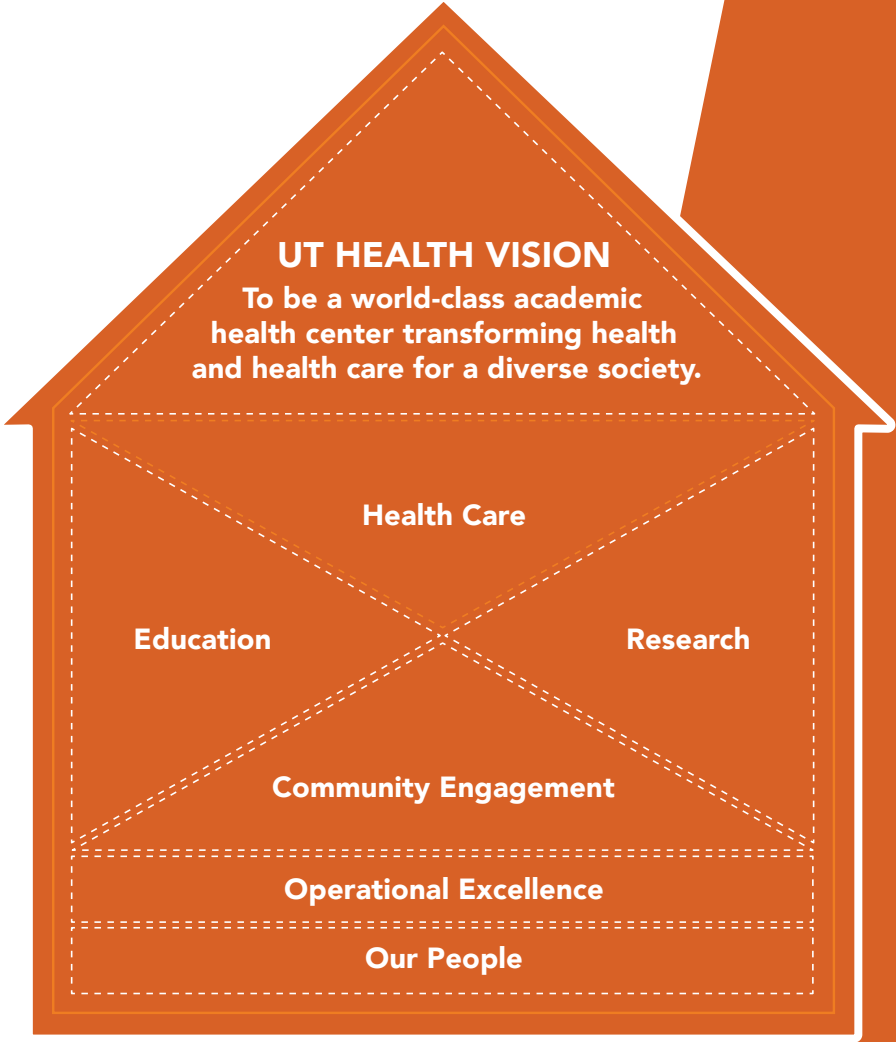 UT HEALTH VISION
To be a world-class academic
health center transforming health
and health care for a diverse society.
Health Care
Education
Research
Community Engagement
Operational Excellence
Our People